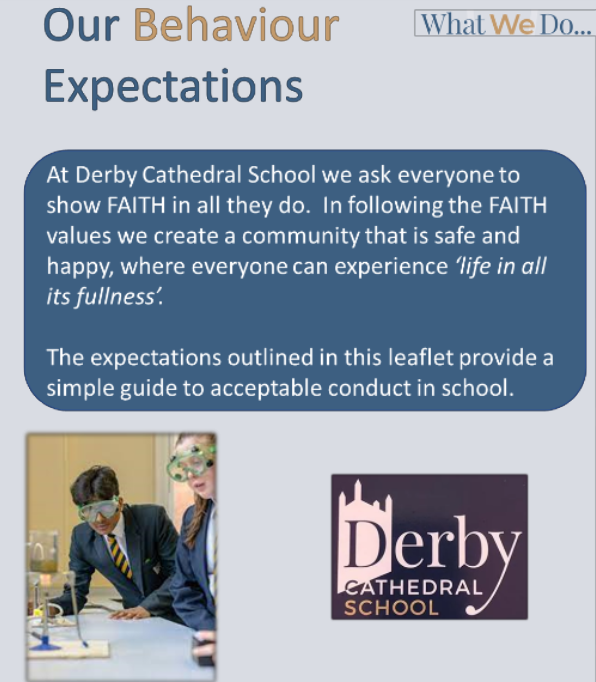 Our Behaviour
What We Do...
Expectations
At Derby Cathedral School we ask everyone to
show FAITH in all they do.  In following the FAITH
values we create a community that is safe and
happy, where everyone can experience ‘life in all
its fullness’.
The expectations outlined in this leaflet provide a
simple guide to acceptable conduct in school.
Derby
CATHEDRAL
SCHOOL